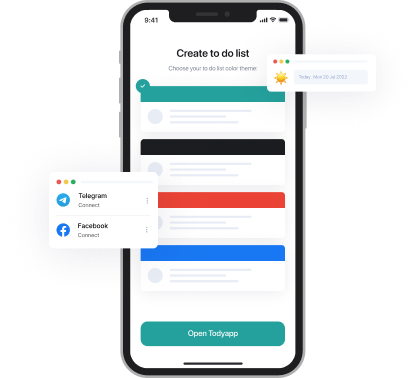 9:41
Create to do list
Choose your to do list color theme:
Today · Mon 20 Jul 2022
Telegram
Connect
Facebook
Connect
Open Todyapp